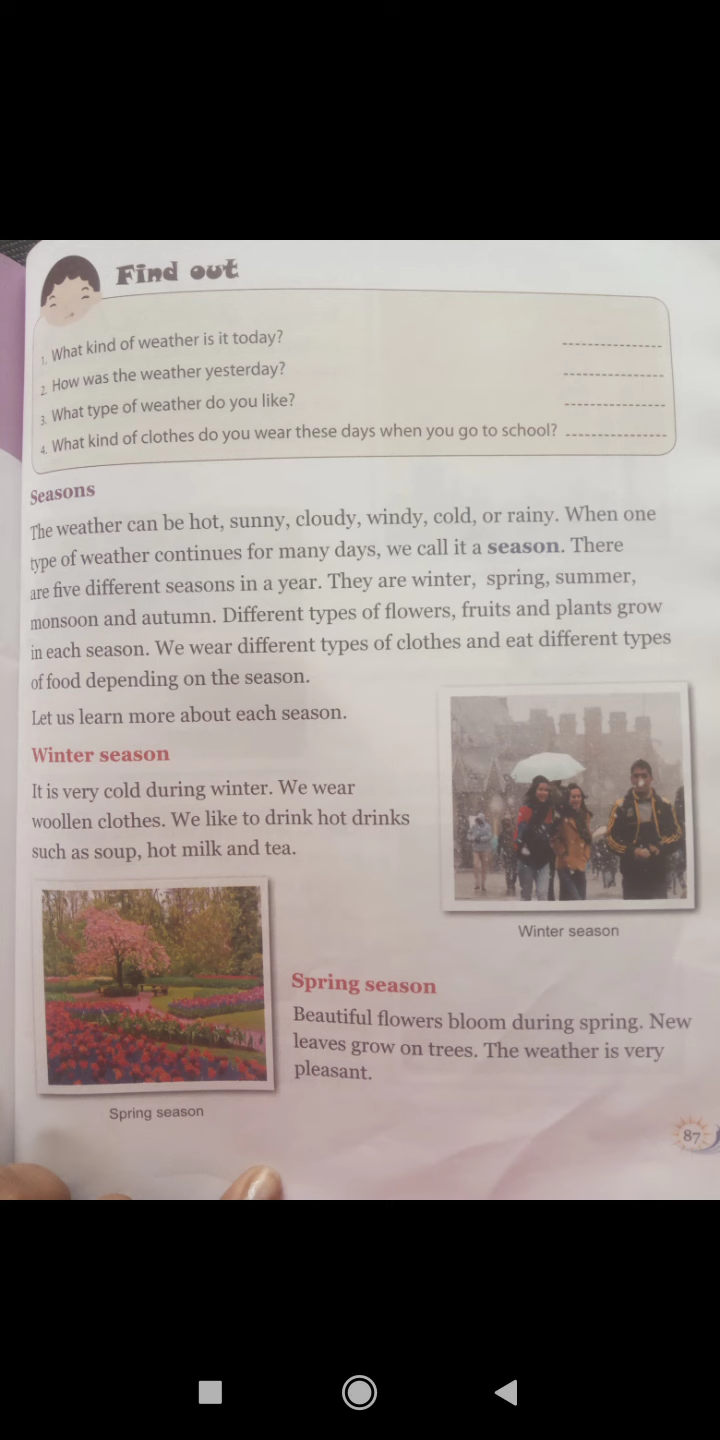 Find out
1. What kind of weather is it today?
2. How was the weather yesterday?
3. What type of weather do you like?
4. What kind of clothes do you wear these days when you go to school?
Seasons
The weather can be hot, sunny, cloudy, windy, cold, or rainy. When one
type of weather continues for many days, we call it a season. There
are five different seasons in a year. They are winter, spring, summer,
monsoon and autumn. Different types of flowers, fruits and plants grow
in each season. We wear different types of clothes and eat different types
of food depending on the season.
Let us learn more about each season.
Winter season
It is very cold during winter. We wear
woollen clothes. We like to drink hot drinks
such as soup, hot milk and tea.
Winter season
Spring season
Beautiful flowers bloom during spring. New
leaves grow on trees. The weather is very
pleasant.
Spring season
87